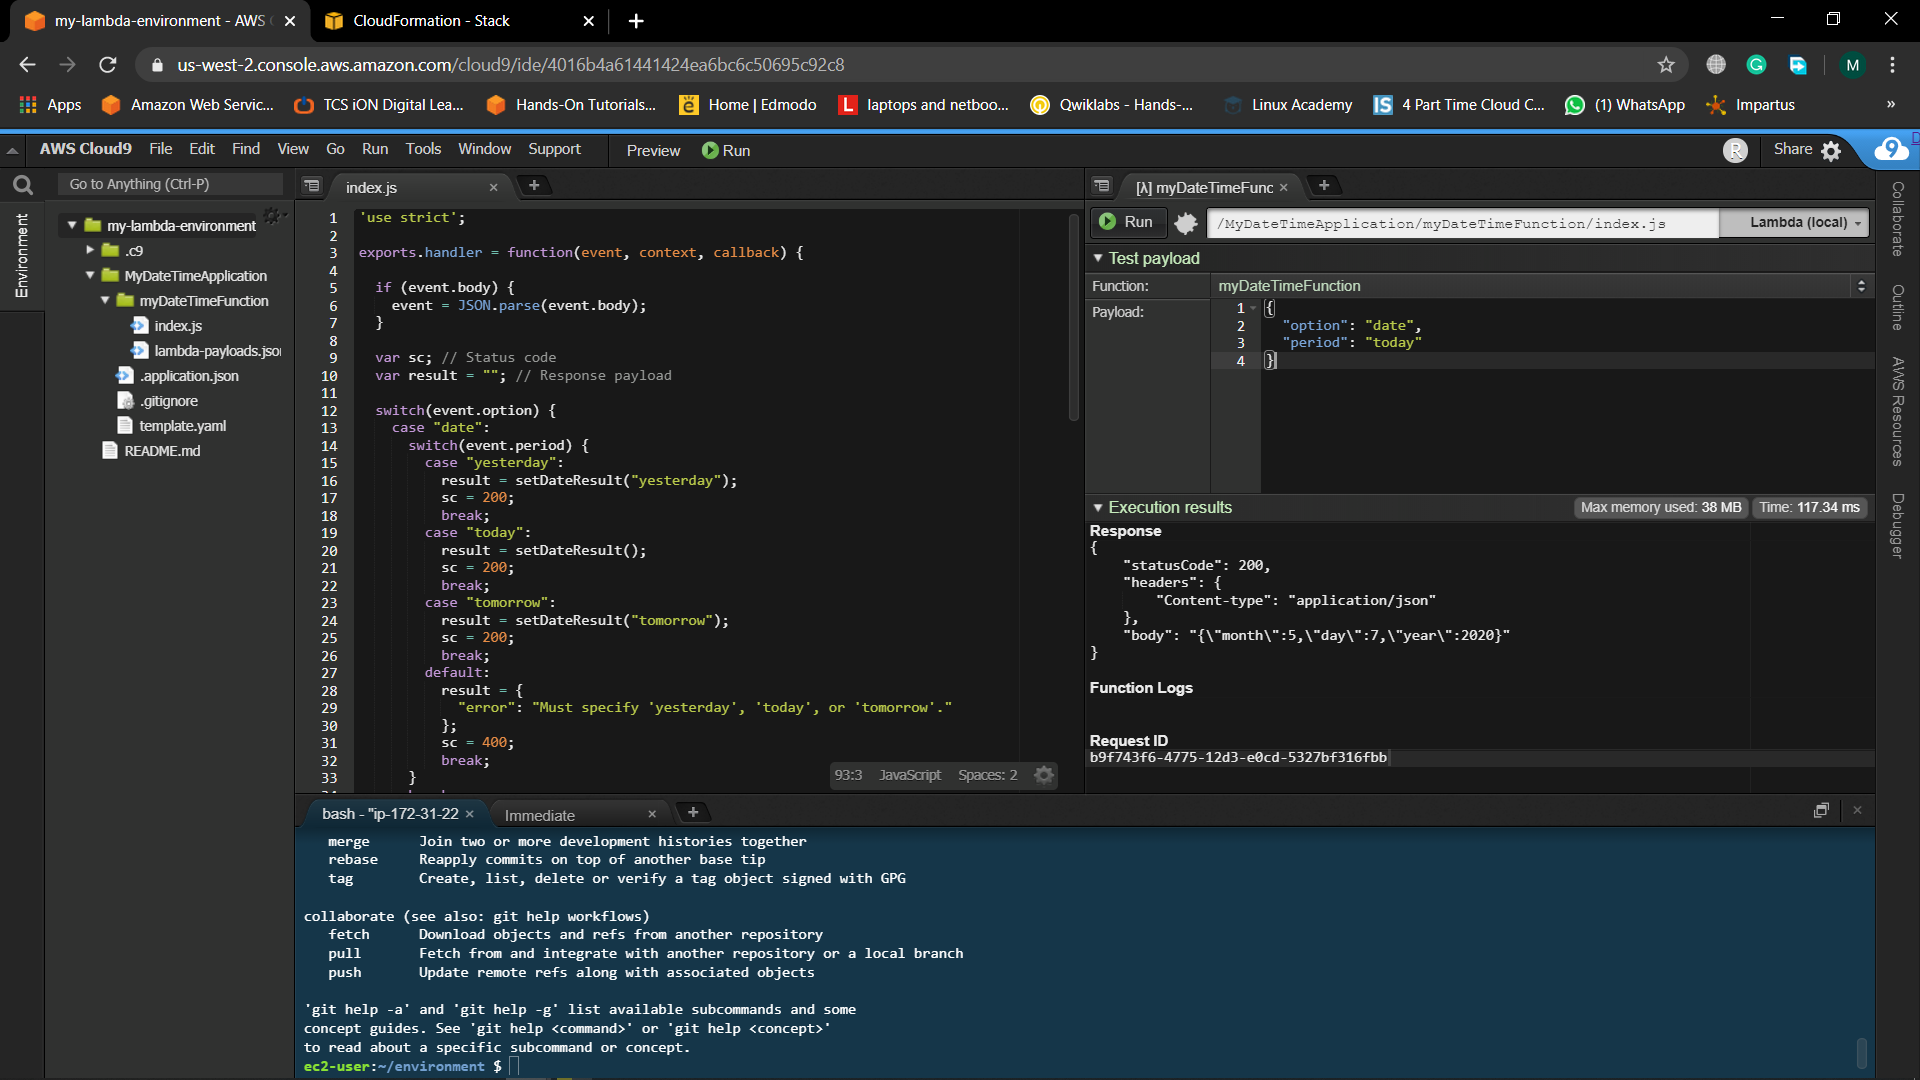 my-lambda-environment - AWS C
CloudFormation - Stack
us-west-2.console.aws.amazon.com/cloud9/ide/4016b4a61441424ea6bc6c50695c92c8
M
Apps
Amazon Web Servic...
TCS iON Digital Lea...
Hands-On Tutorials...
Home | Edmodo
laptops and netboo...
Qwiklabs - Hands-...
Linux Academy
4 Part Time Cloud C...
(1) WhatsApp
Impartus
»
AWS Cloud9 File Edit Find View Go Run Tools Window Support Preview Run
R Share 9
Go to Anything (Ctrl-P)
Environment
my-lambda-environment
.c9
MyDateTimeApplication
myDateTimeFunction
index.js
lambda-payloads.json
.application.json
.gitignore
template.yaml
README.md
index.js
1 'use strict';
2
3 exports.handler = function(event, context, callback) {
4
5   if (event.body) {
6     event = JSON.parse(event.body);
7   }
8
9   var sc; // Status code
10   var result = ""; // Response payload
11
12   switch(event.option) {
13     case "date":
14       switch(event.period) {
15         case "yesterday":
16           result = setDateResult("yesterday");
17           sc = 200;
18           break;
19         case "today":
20           result = setDateResult();
21           sc = 200;
22           break;
23         case "tomorrow":
24           result = setDateResult("tomorrow");
25           sc = 200;
26           break;
27         default:
28           result = {
29             "error": "Must specify 'yesterday', 'today', or 'tomorrow'."
30           };
31           sc = 400;
32           break;
33       }
93:3 JavaScript Spaces: 2
[λ] myDateTimeFunc
Run /MyDateTimeApplication/myDateTimeFunction/index.js Lambda (local)
Test payload
Function: myDateTimeFunction
Payload:
1 {
2   "option": "date",
3   "period": "today"
4 }
Execution results Max memory used: 38 MB Time: 117.34 ms
Response
{
    "statusCode": 200,
    "headers": {
        "Content-type": "application/json"
    },
    "body": "{\"month\":5,\"day\":7,\"year\":2020}"
}
Function Logs
Request ID
b9f743f6-4775-12d3-e0cd-5327bf316fbb
Collaborate
Outline
AWS Resources
Debugger
bash - "ip-172-31-22
Immediate
   merge      Join two or more development histories together
   rebase     Reapply commits on top of another base tip
   tag        Create, list, delete or verify a tag object signed with GPG
collaborate (see also: git help workflows)
   fetch      Download objects and refs from another repository
   pull       Fetch from and integrate with another repository or a local branch
   push       Update remote refs along with associated objects
'git help -a' and 'git help -g' list available subcommands and some
concept guides. See 'git help <command>' or 'git help <concept>'
to read about a specific subcommand or concept.
ec2-user:~/environment $